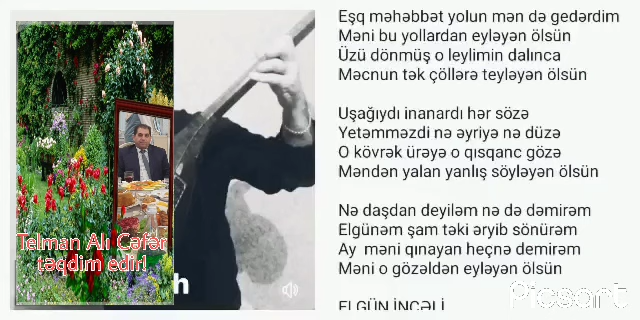 Telman Alı Cəfər
təqdim edir!
Eşq məhəbbət yolun mən də gedərdim
Məni bu yollardan eyləyən ölsün
Üzü dönmüş o leylimin dalınca
Məcnun tək çöllərə teyləyən ölsün
Uşağıydı inanardı hər sözə
Yetəmməzdi nə əyriyə nə düzə
O kövrək ürəyə o qısqanc gözə
Məndən yalan yanlış söyləyən ölsün
Nə daşdan deyiləm nə də dəmirəm
Elgünəm şam təki əryib sönürəm
Ay məni qınayan heçnə demirəm
Məni o gözəldən eyləyən ölsün
ELGÜN İNCƏLİ
Picsart